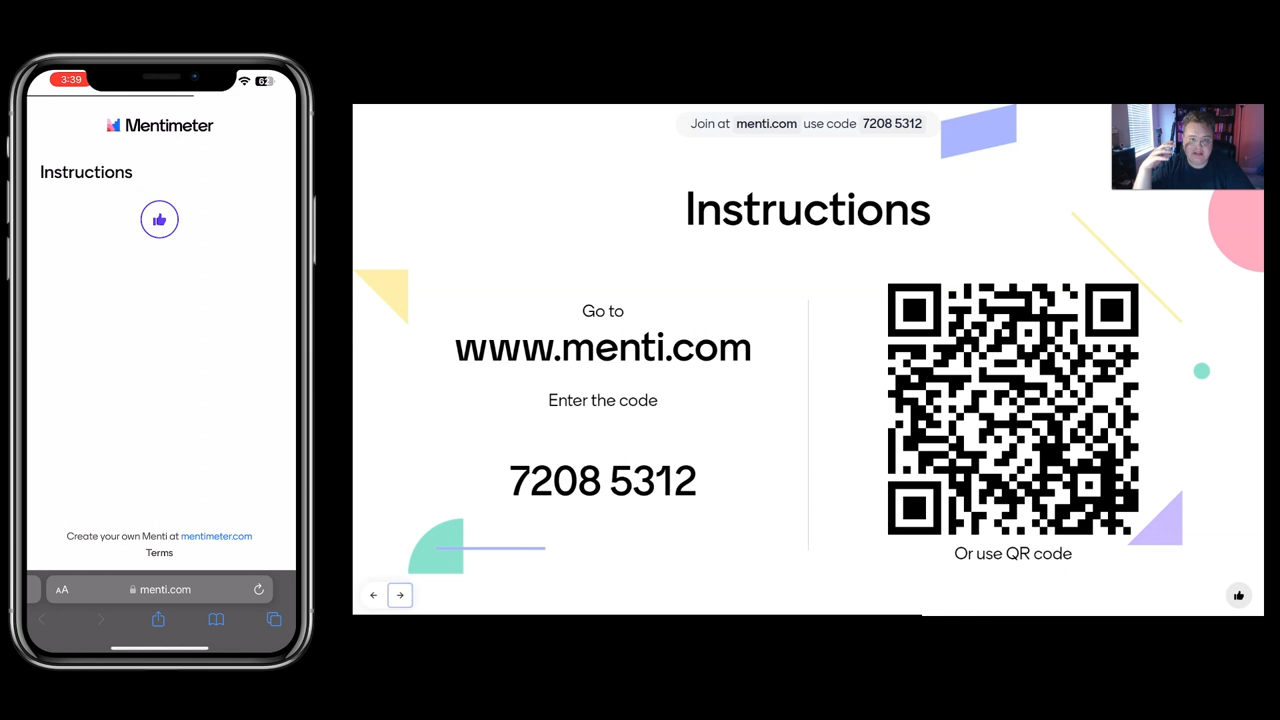 3:39
62
Mentimeter
Instructions
Create your own Menti at mentimeter.com
Terms
AA
menti.com
Join at menti.com use code 7208 5312
Instructions
Go to
www.menti.com
Enter the code
7208 5312
Or use QR code